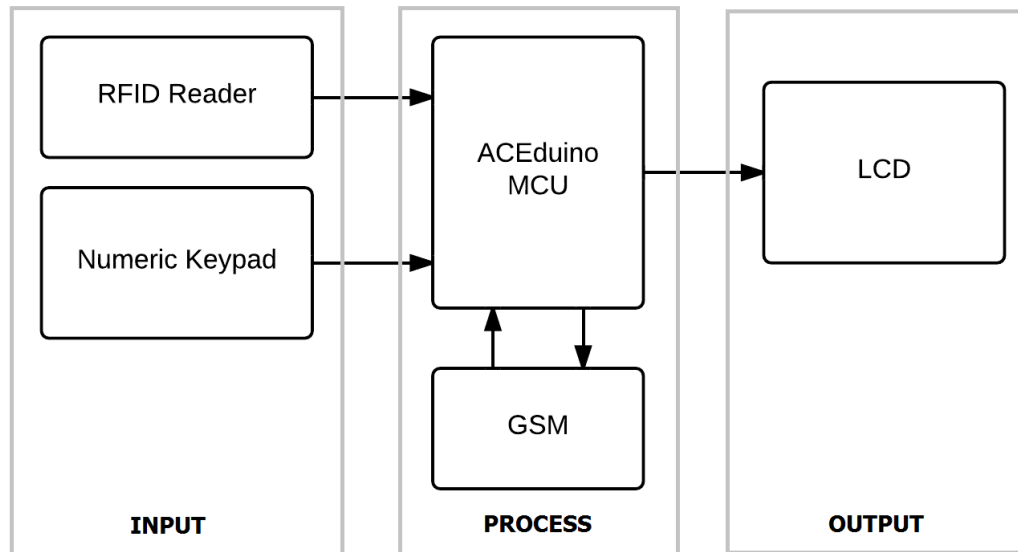 RFID Reader
Numeric Keypad
INPUT
ACEduino
MCU
GSM
PROCESS
LCD
OUTPUT